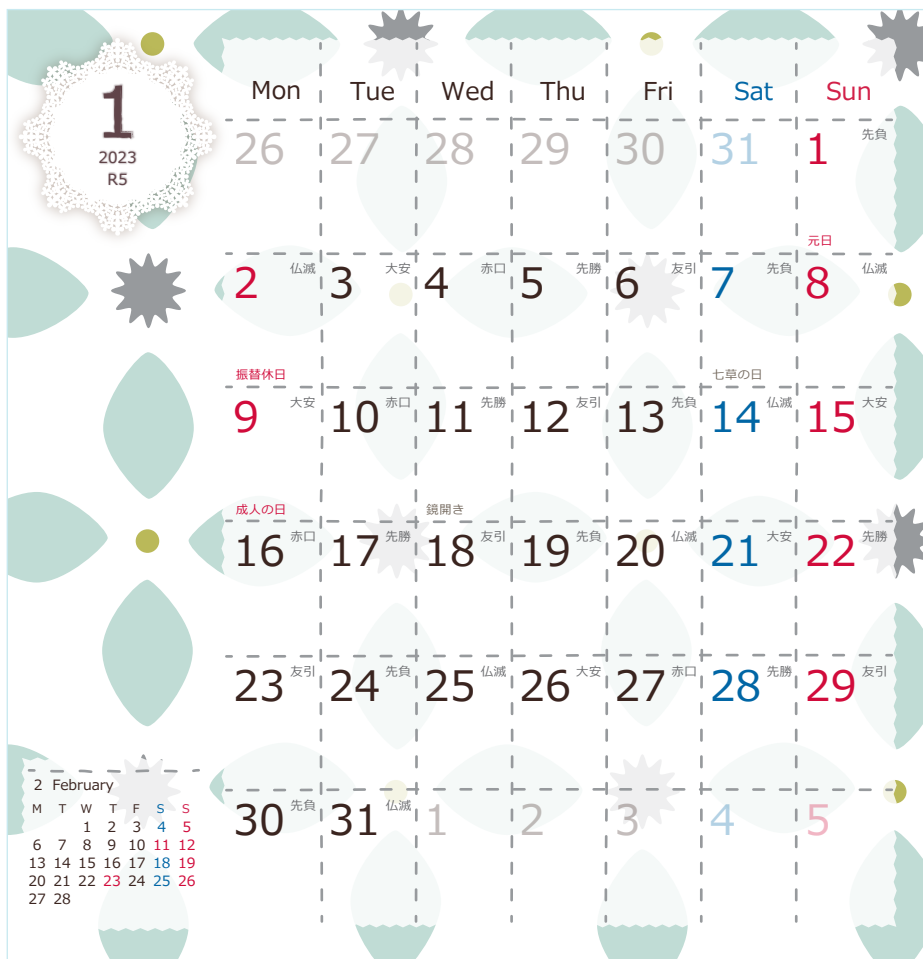 1
2023
R5
Mon Tue Wed Thu Fri Sat Sun
26 27 28 29 30 31 1 先負
元日
2 仏滅 3 大安 4 赤口 5 先勝 6 友引 7 先負 8 仏滅
振替休日 七草の日
9 大安 10 赤口 11 先勝 12 友引 13 先負 14 仏滅 15 大安
成人の日 鏡開き
16 赤口 17 先勝 18 友引 19 先負 20 仏滅 21 大安 22 先勝
23 友引 24 先負 25 仏滅 26 大安 27 赤口 28 先勝 29 友引
30 先負 31 仏滅 1 2 3 4 5
2 February
M T W T F S S
1 2 3 4 5
6 7 8 9 10 11 12
13 14 15 16 17 18 19
20 21 22 23 24 25 26
27 28